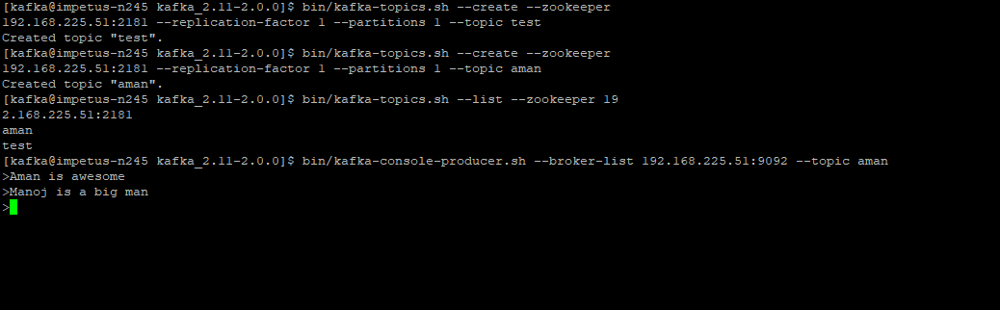 [kafka@impetus-n245 kafka_2.11-2.0.0]$ bin/kafka-topics.sh --create --zookeeper
192.168.225.51:2181 --replication-factor 1 --partitions 1 --topic test
Created topic "test".
[kafka@impetus-n245 kafka_2.11-2.0.0]$ bin/kafka-topics.sh --create --zookeeper
192.168.225.51:2181 --replication-factor 1 --partitions 1 --topic aman
Created topic "aman".
[kafka@impetus-n245 kafka_2.11-2.0.0]$ bin/kafka-topics.sh --list --zookeeper 19
2.168.225.51:2181
aman
test
[kafka@impetus-n245 kafka_2.11-2.0.0]$ bin/kafka-console-producer.sh --broker-list 192.168.225.51:9092 --topic aman
>Aman is awesome
>Manoj is a big man
>